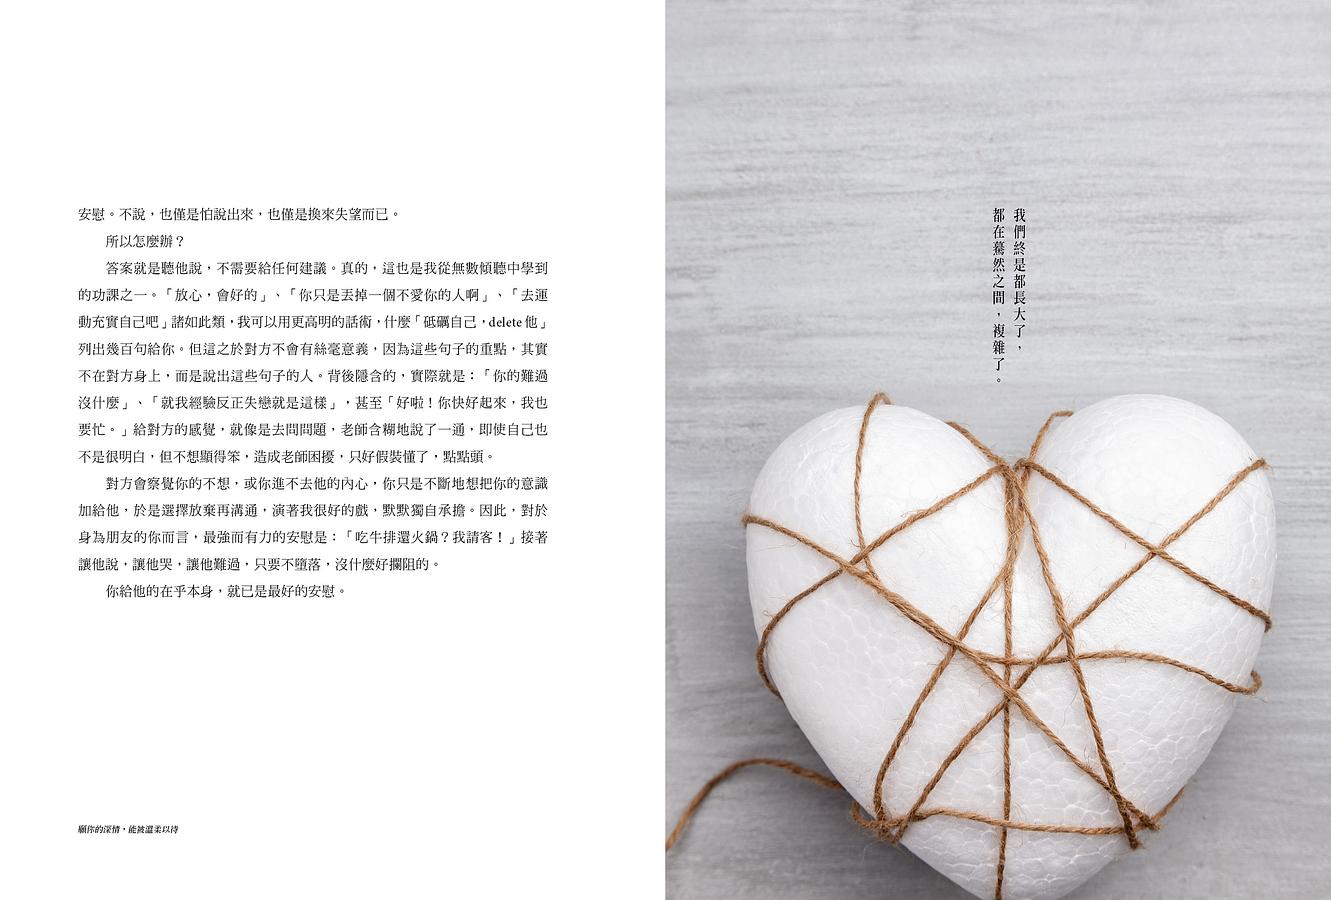 安慰。不說，也僅是怕說出來，也僅是換來失望而已。
所以怎麼辦？
答案就是聽他說，不需要給任何建議。真的，這也是我從無數傾聽中學到
的功課之一。「放心，會好的」、「你只是丟掉一個不愛你的人啊」、「去運
動充實自己吧」諸如此類，我可以用更高明的話術，什麼「砥礪自己，delete 他」
列出幾百句給你。但這之於對方不會有絲毫意義，因為這些句子的重點，其實
不在對方身上，而是說出這些句子的人。背後隱含的，實際就是：「你的難過
沒什麼」、「就我經驗反正失戀就是這樣」，甚至「好啦！你快好起來，我也
要忙。」給對方的感覺，就像是去問問題，老師含糊地說了一通，即使自己也
不是很明白，但不想顯得笨，造成老師困擾，只好假裝懂了，點點頭。
對方會察覺你的不想，或你進不去他的內心，你只是不斷地想把你的意識
加給他，於是選擇放棄再溝通，演著我很好的戲，默默獨自承擔。因此，對於
身為朋友的你而言，最強而有力的安慰是：「吃牛排還火鍋？我請客！」接著
讓他說，讓他哭，讓他難過，只要不墮落，沒什麼好攔阻的。
你給他的在乎本身，就已是最好的安慰。
願你的深情，能被溫柔以待
我們終是都長大了，
都在驀然之間，複雜了。